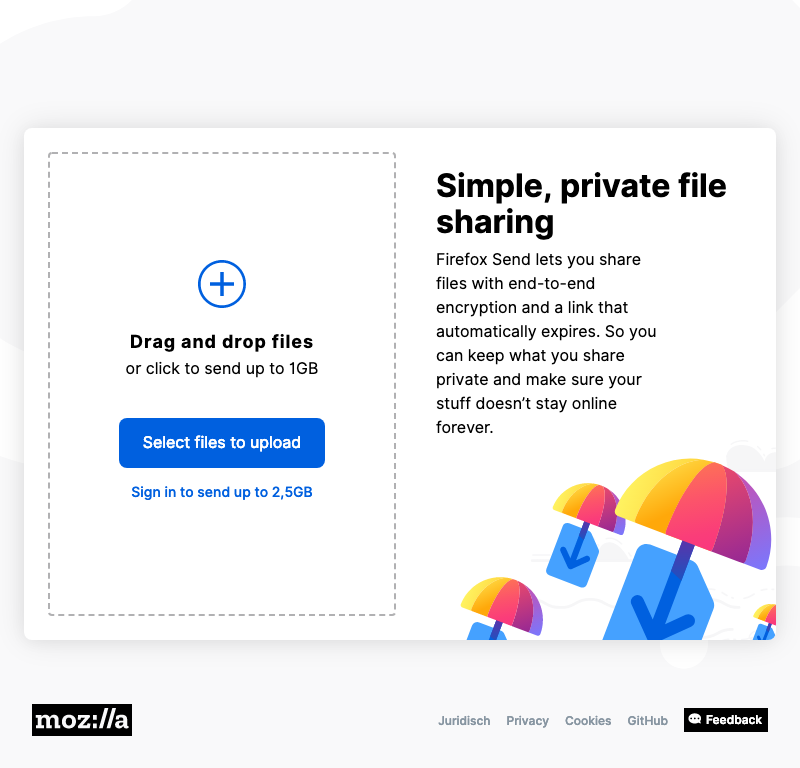 Drag and drop files
or click to send up to 1GB
Select files to upload
Sign in to send up to 2,5GB
Simple, private file
sharing
Firefox Send lets you share
files with end-to-end
encryption and a link that
automatically expires. So you
can keep what you share
private and make sure your
stuff doesn’t stay online
forever.
moz://a
Juridisch Privacy Cookies GitHub Feedback